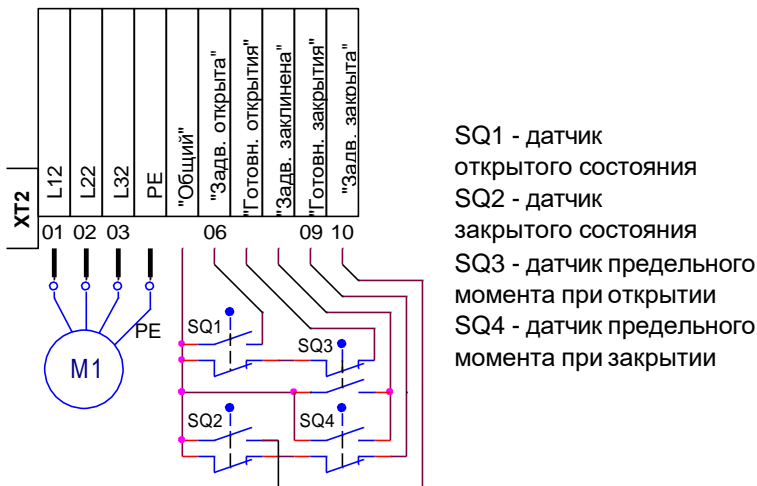 XT2
L12
L22
L32
PE
"Общий"
"Задв. открыта"
"Готовн. открытия"
"Задв. заклинена"
"Готовн. закрытия"
"Задв. закрыта"
01 02 03 06 09 10
PE
M1
SQ1
SQ3
SQ2
SQ4
SQ1 - датчик
открытого состояния
SQ2 - датчик
закрытого состояния
SQ3 - датчик предельного
момента при открытии
SQ4 - датчик предельного
момента при закрытии